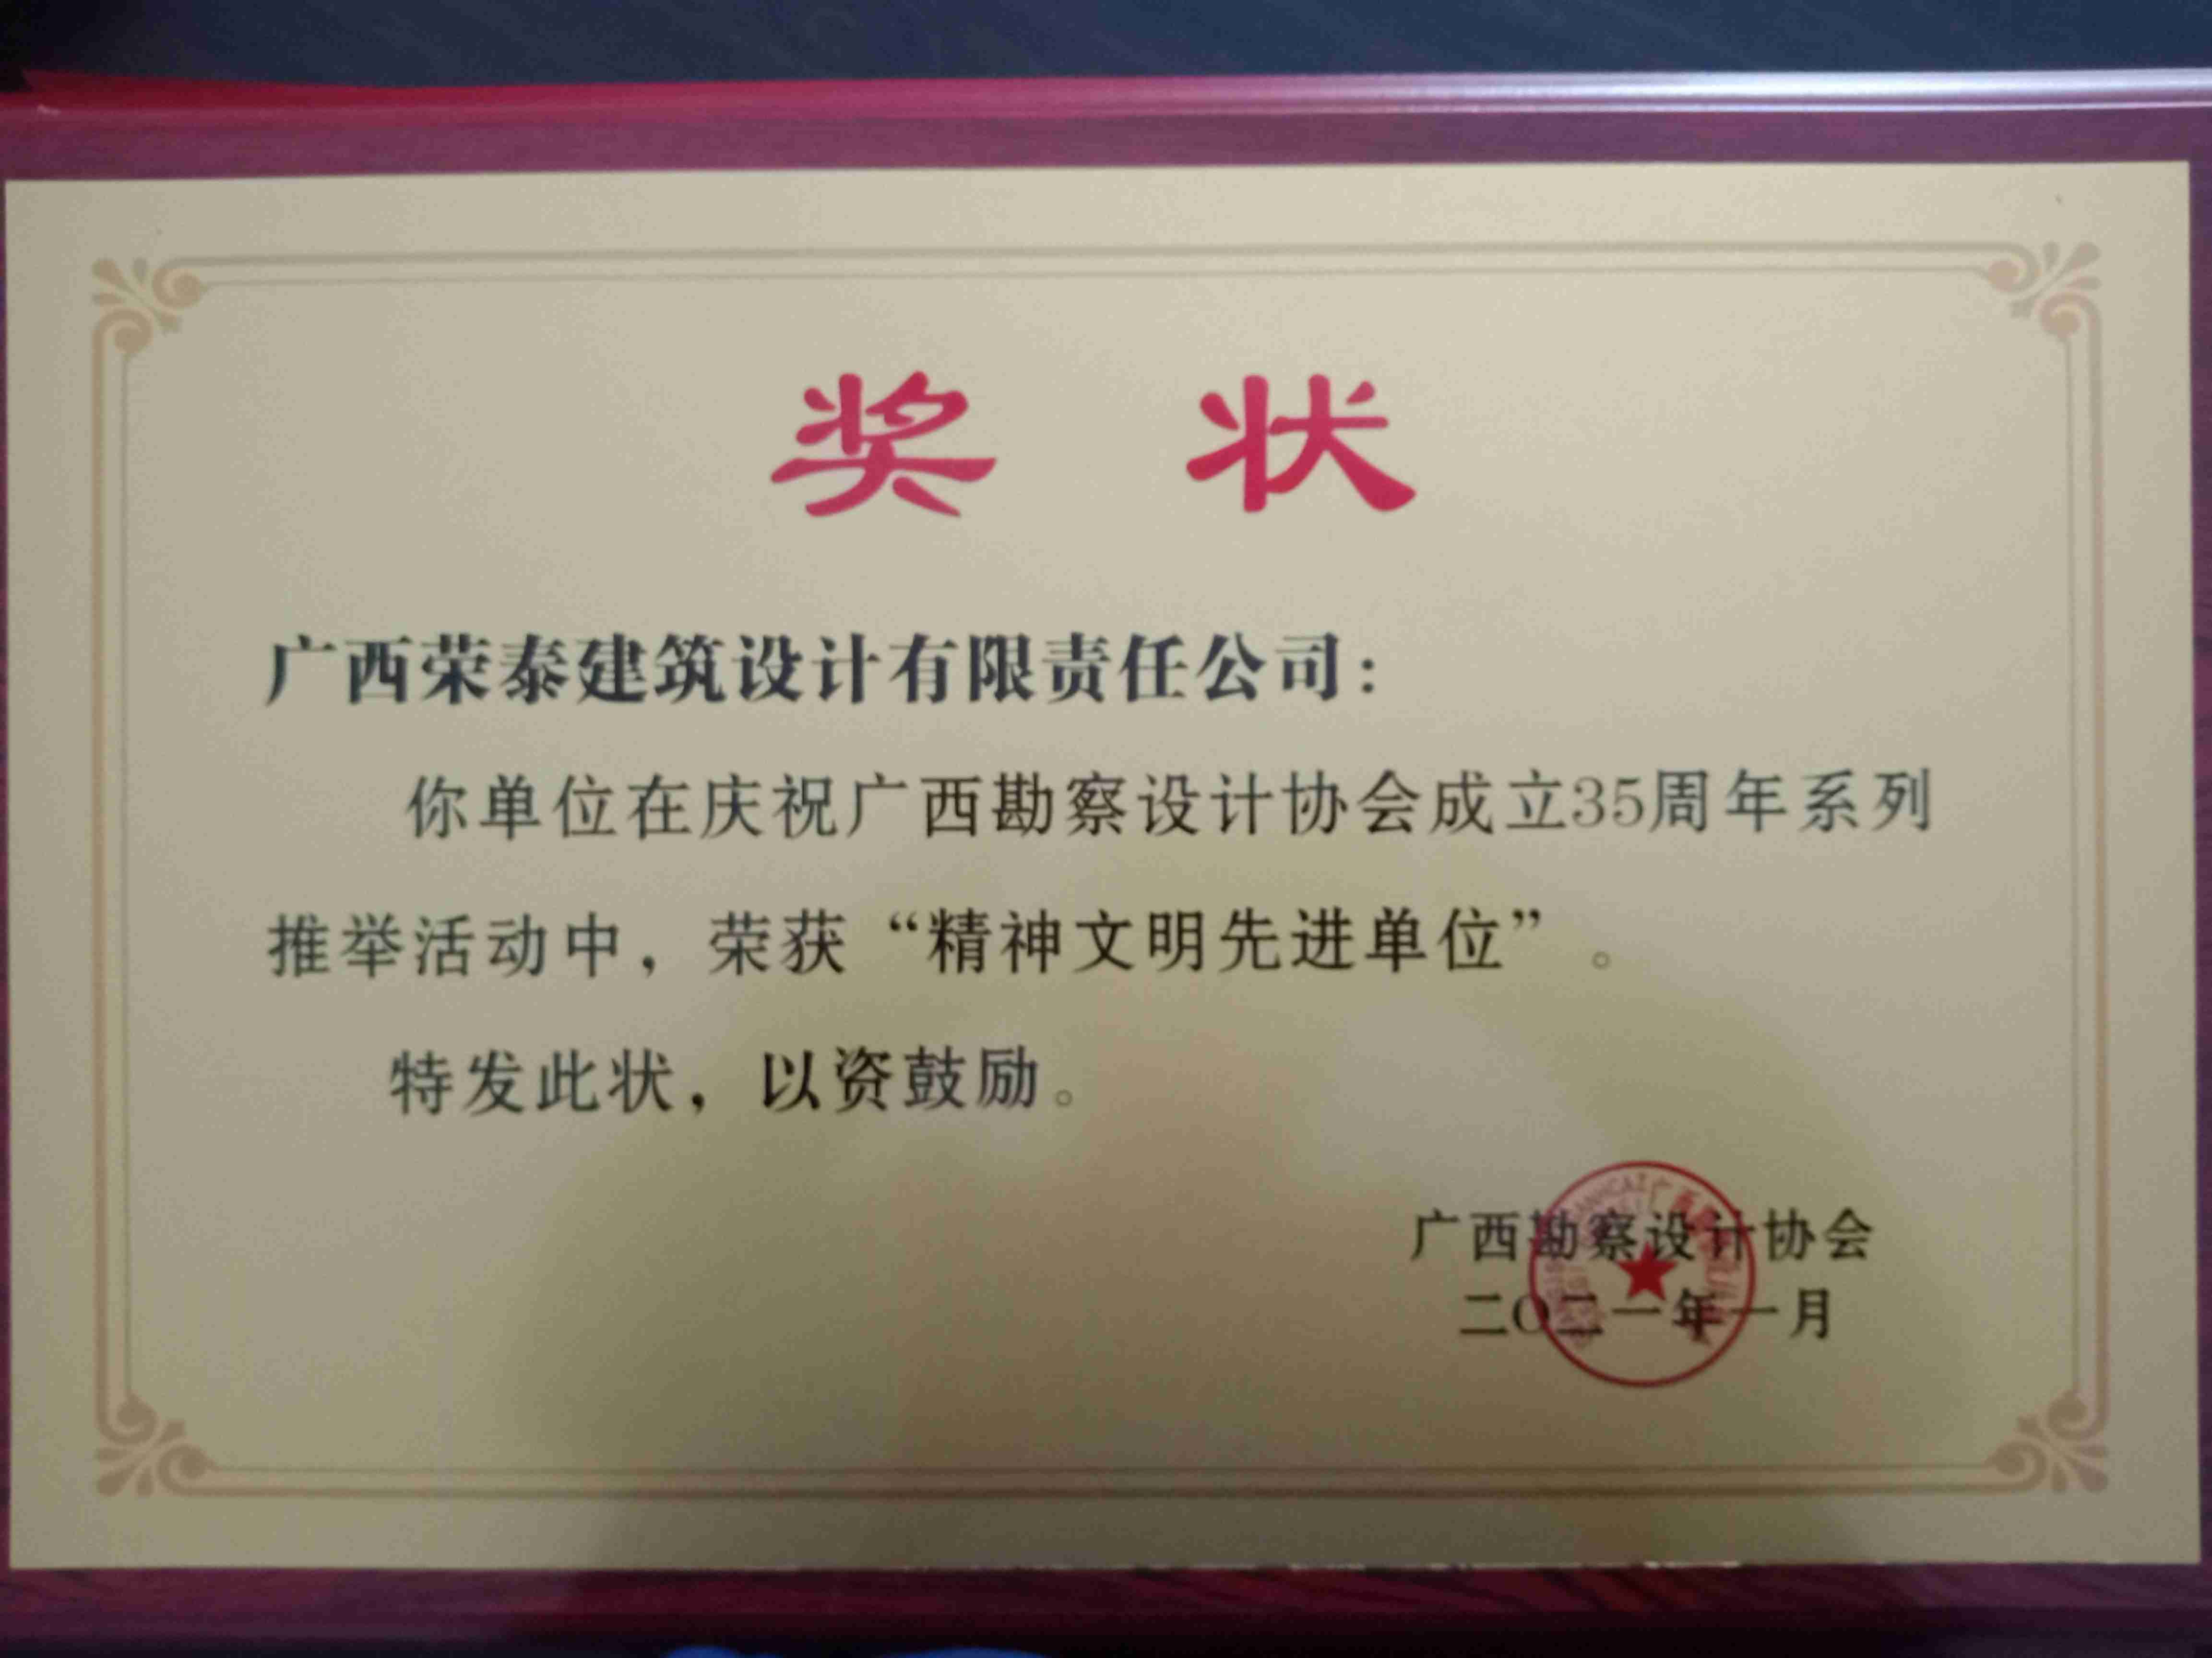 奖 状
广西荣泰建筑设计有限责任公司：
你单位在庆祝广西勘察设计协会成立35周年系列
推举活动中，荣获“精神文明先进单位”。
特发此状，以资鼓励。
广西勘察设计协会
二〇二一年一月